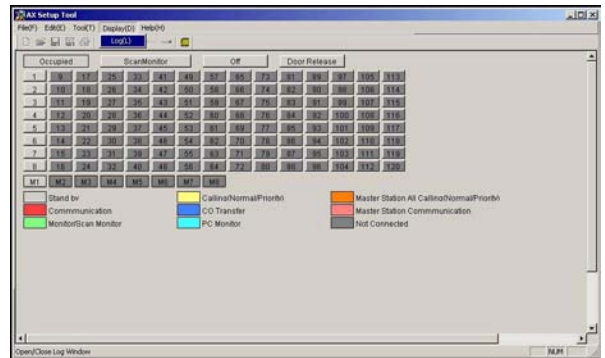 AX Setup Tool
File(F) Edit(E) Tool(T) Display(D) Help(H)
Log(L)
Occupied ScanMonitor Off Door Release
1 9 17 25 33 41 49 57 65 73 81 89 97 105 113
2 10 18 26 34 42 50 58 66 74 82 90 98 106 114
3 11 19 27 35 43 51 59 67 75 83 91 99 107 115
4 12 20 28 36 44 52 60 68 76 84 92 100 108 116
5 13 21 29 37 45 53 61 69 77 85 93 101 109 117
6 14 22 30 38 46 54 62 70 78 86 94 102 110 118
7 15 23 31 39 47 55 63 71 79 87 95 103 111 119
8 16 24 32 40 48 56 64 72 80 88 96 104 112 120
M1 M2 M3 M4 M5 M6 M7 M8
Stand by Calling(Normal/Priority) Master Station All Calling(Normal/Priority)
Commmunication CO Transfer Master Station Commmunication
Monitor/Scan Monitor PC Monitor Not Connected
Open/Close Log Window NUM